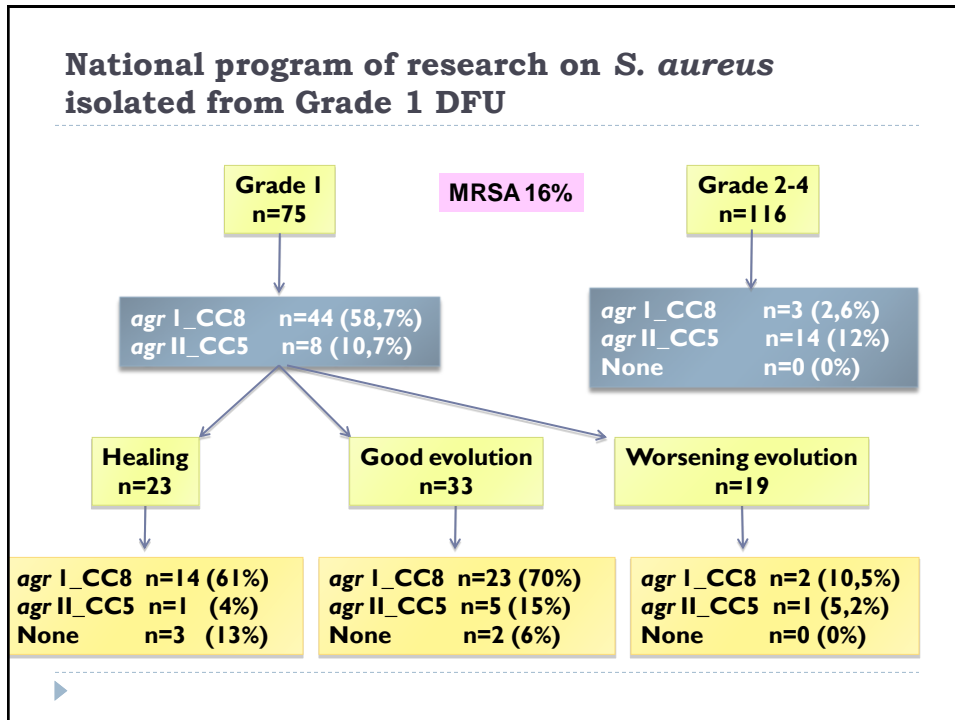 National program of research on S. aureus
isolated from Grade 1 DFU
Grade 1
n=75
MRSA 16%
Grade 2-4
n=116
agr I_CC8 n=44 (58,7%)
agr II_CC5 n=8 (10,7%)
agr I_CC8 n=3 (2,6%)
agr II_CC5 n=14 (12%)
None n=0 (0%)
Healing
n=23
Good evolution
n=33
Worsening evolution
n=19
agr I_CC8 n=14 (61%)
agr II_CC5 n=1 (4%)
None n=3 (13%)
agr I_CC8 n=23 (70%)
agr II_CC5 n=5 (15%)
None n=2 (6%)
agr I_CC8 n=2 (10,5%)
agr II_CC5 n=1 (5,2%)
None n=0 (0%)